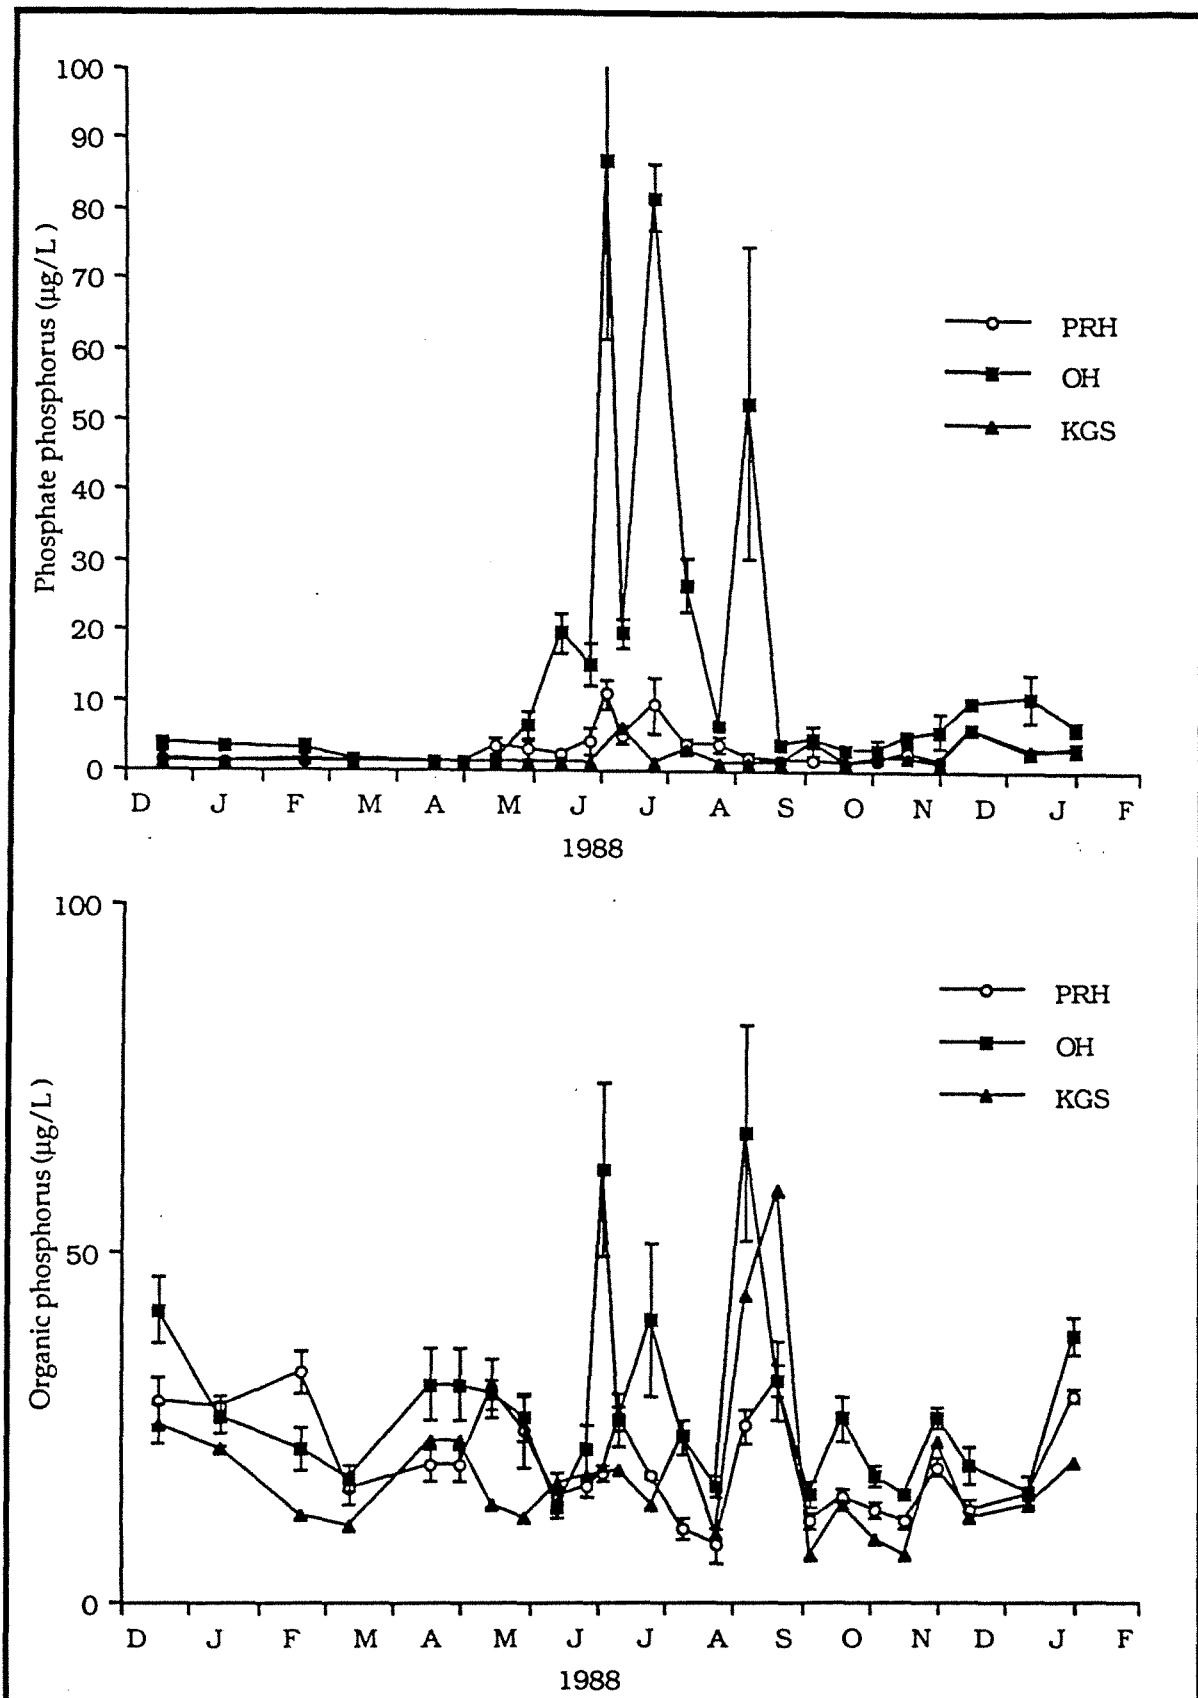 Phosphate phosphorus (µg/L)
100
90
80
70
60
50
40
30
20
10
0
PRH
OH
KGS
D J F M A M J J A S O N D J F
1988
Organic phosphorus (µg/L)
100
50
0
PRH
OH
KGS
D J F M A M J J A S O N D J F
1988